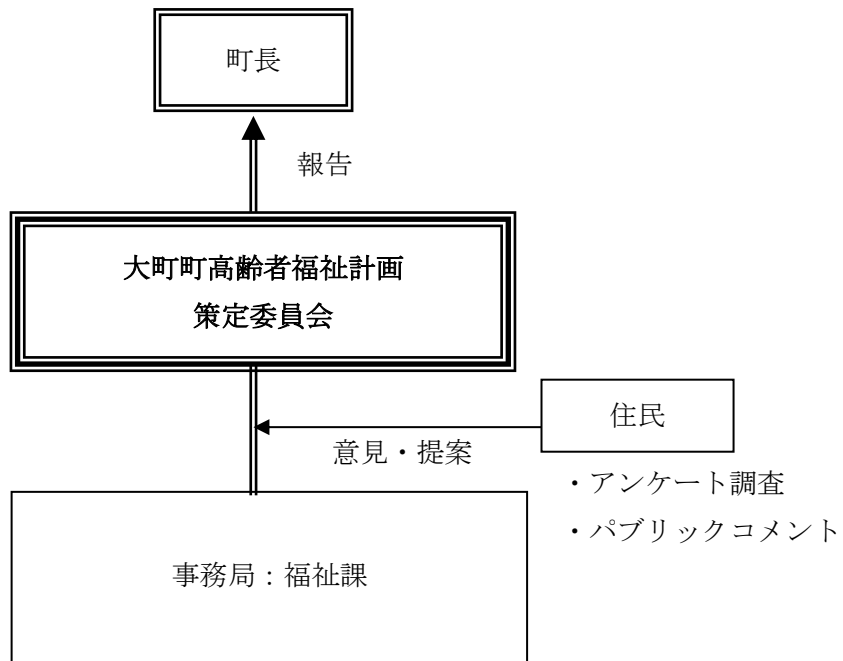 町長
報告
大町町高齢者福祉計画
策定委員会
住民
意見・提案
・アンケート調査
・パブリックコメント
事務局：福祉課